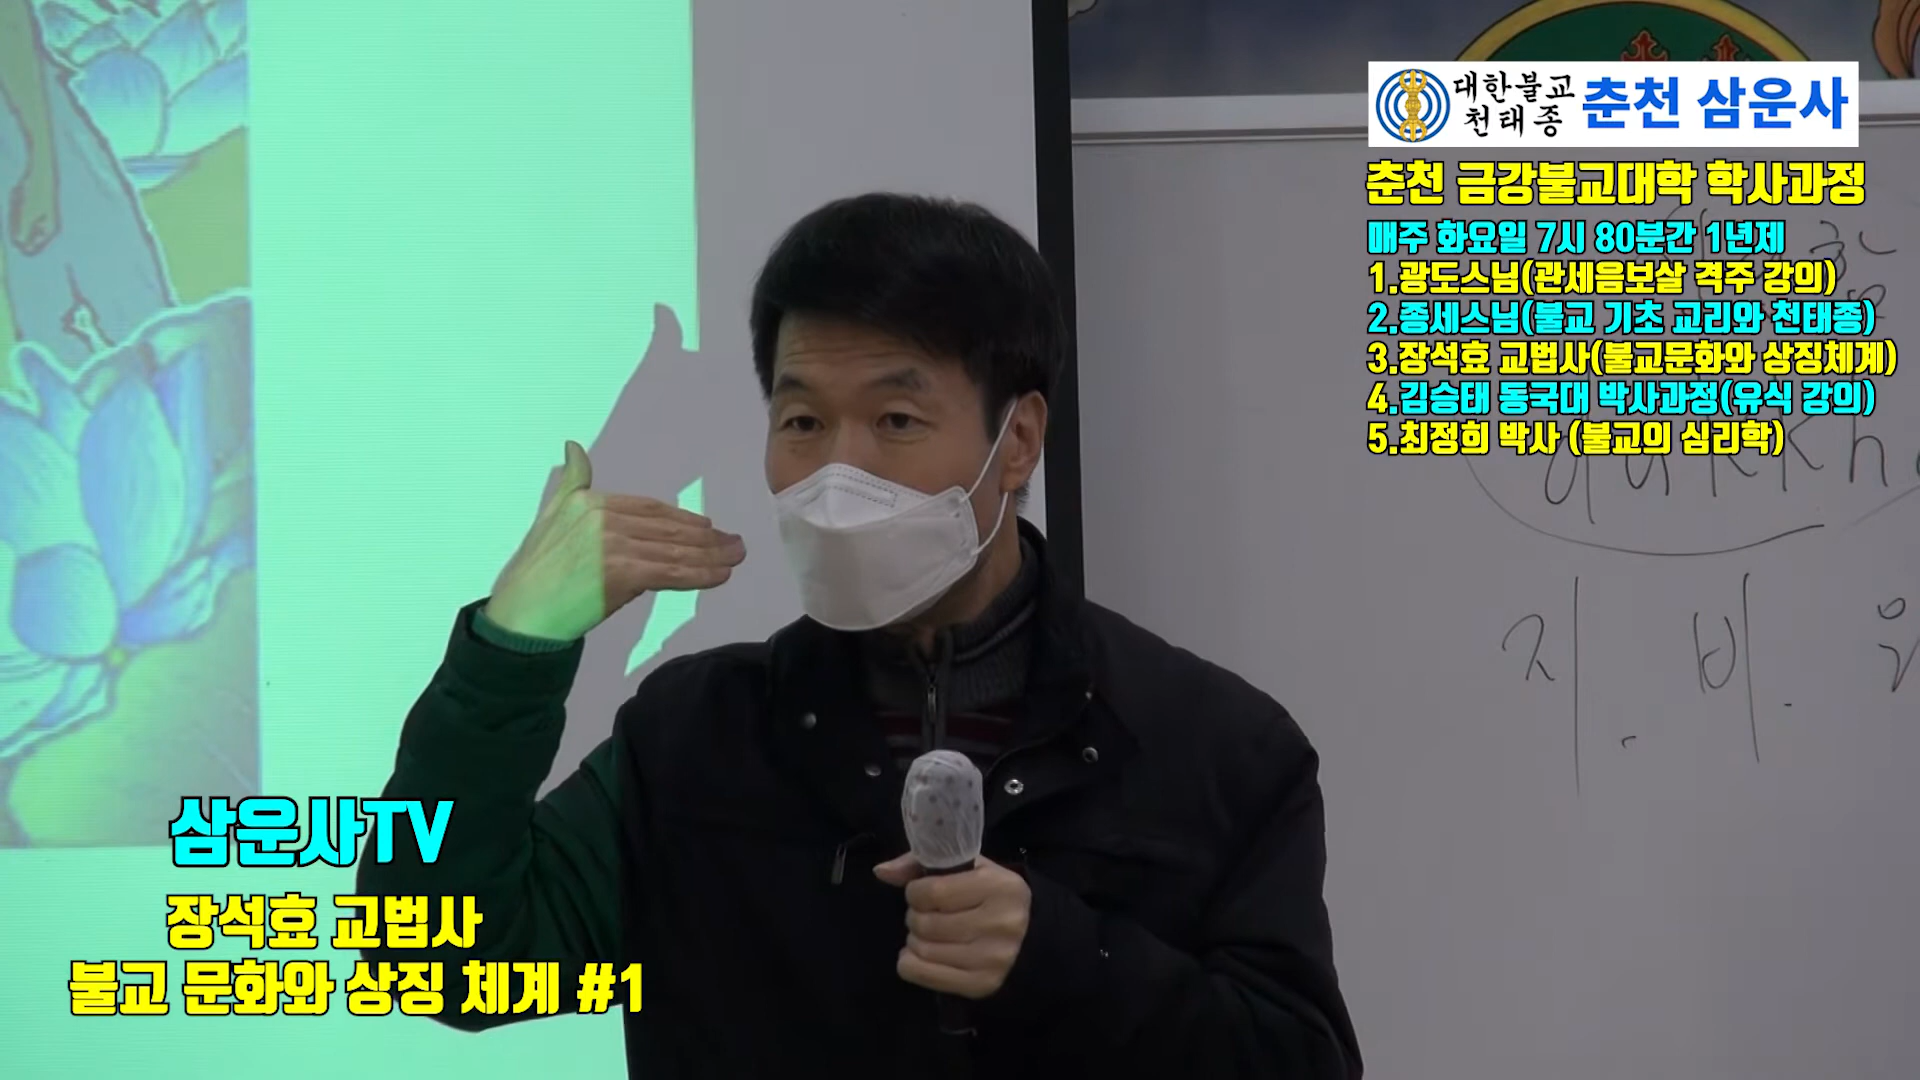 대한불교
천태종
춘천 삼운사
춘천 금강불교대학 학사과정
매주 화요일 7시 80분간 1년제
1.광도스님(관세음보살 격주 강의)
2.종세스님(불교 기초 교리와 천태종)
3.장석효 교법사(불교문화와 상징체계)
4.김승태 동국대 박사과정(유식 강의)
5.최정희 박사 (불교의 심리학)
dukkh
지. 비.
삼운사TV
장석효 교법사
불교 문화와 상징 체계 #1